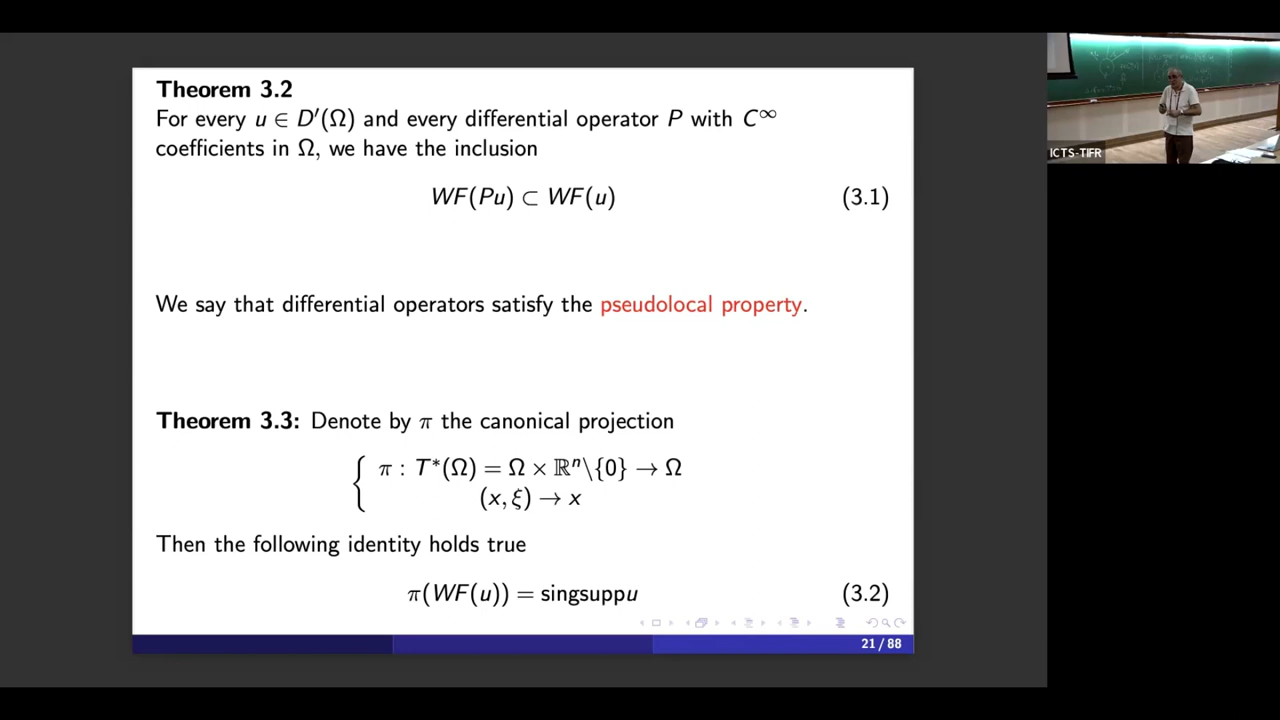 Theorem 3.2
For every u ∈ D′(Ω) and every differential operator P with C^∞
coefficients in Ω, we have the inclusion
WF(Pu) ⊂ WF(u) (3.1)
We say that differential operators satisfy the pseudolocal property.
Theorem 3.3: Denote by π the canonical projection
π : T*(Ω) = Ω × ℝⁿ\{0} → Ω
(x, ξ) → x
Then the following identity holds true
π(WF(u)) = singsuppu (3.2)
21 / 88
ICTS-TIFR